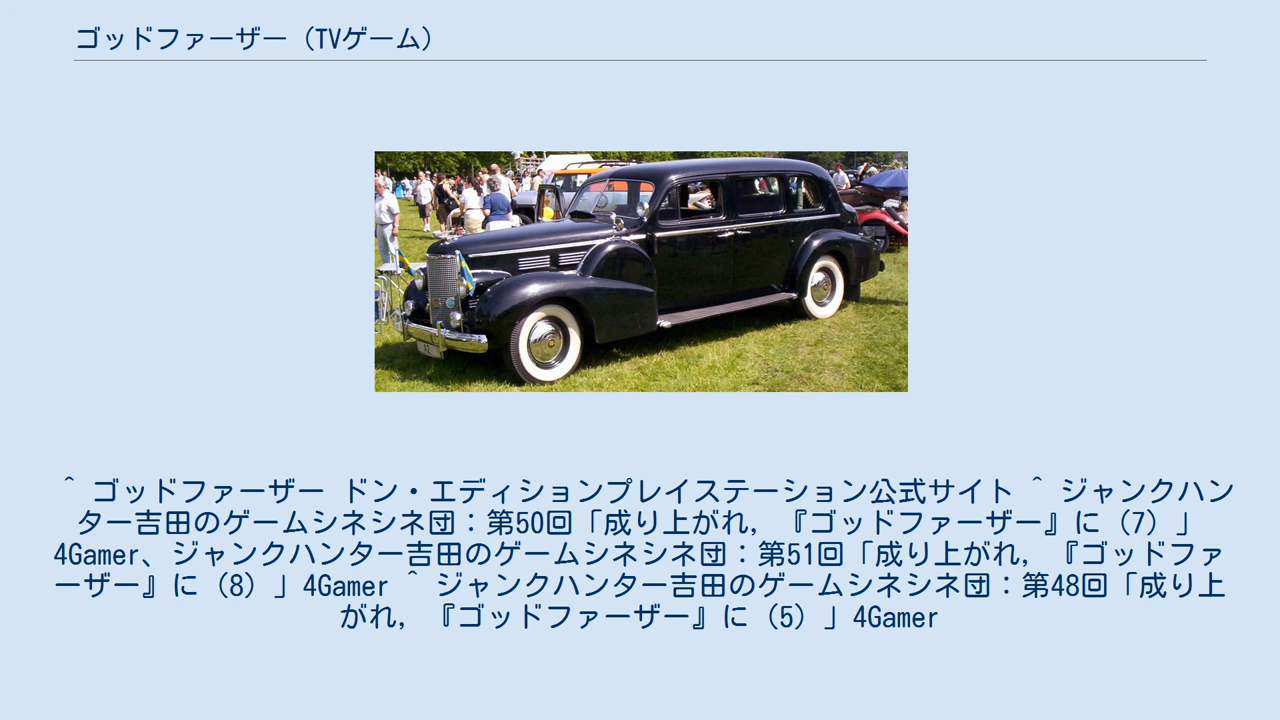 ゴッドファーザー（TVゲーム）
^ ゴッドファーザー ドン・エディションプレイステーション公式サイト ^ ジャンクハン
ター吉田のゲームシネシネ団：第50回「成り上がれ，『ゴッドファーザー』に（7）」
4Gamer、ジャンクハンター吉田のゲームシネシネ団：第51回「成り上がれ，『ゴッドファ
ーザー』に（8）」4Gamer ^ ジャンクハンター吉田のゲームシネシネ団：第48回「成り上
がれ，『ゴッドファーザー』に（5）」4Gamer